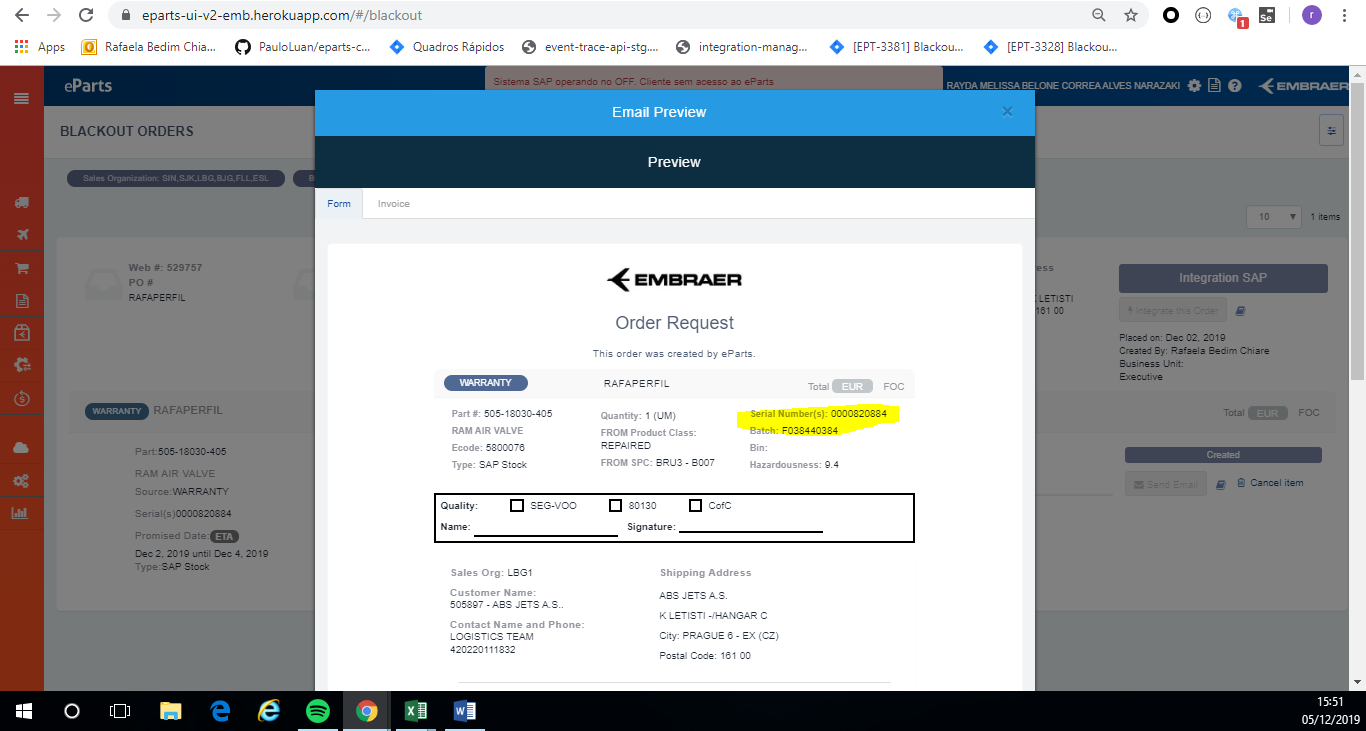 eparts-ui-v2-emb.herokuapp.com/#/blackout
Se
1
r
Apps
Rafaela Bedim Chia...
PauloLuan/eparts-c...
Quadros Rápidos
event-trace-api-stg....
integration-manag...
[EPT-3381] Blackou...
[EPT-3328] Blackou...
eParts
Sistema SAP operando no OFF. Cliente sem acesso ao eParts
RAYDA MELISSA BELONE CORREA ALVES NARAZAKI
EMBRAER
BLACKOUT ORDERS
Sales Organization: SIN,SJK,LBG,BJG,FLL,ESL
B
10
1 items
Web #: 529757
PO #
RAFAPERFIL
ress
K LETISTI
161 00
Integration SAP
Integrate this Order
Placed on: Dec 02, 2019
Created By: Rafaela Bedim Chiare
Business Unit:
Executive
WARRANTY RAFAPERFIL
Total EUR FOC
Part:505-18030-405
RAM AIR VALVE
Source:WARRANTY
Serial(s)0000820884
Promised Date: ETA
Dec 2, 2019 until Dec 4, 2019
Type:SAP Stock
Created
Send Email
Cancel item
Email Preview
×
Preview
Form
Invoice
EMBRAER
Order Request
This order was created by eParts.
WARRANTY RAFAPERFIL Total EUR FOC
Part #: 505-18030-405
RAM AIR VALVE
Ecode: 5800076
Type: SAP Stock
Quantity: 1 (UM)
FROM Product Class:
REPAIRED
FROM SPC: BRU3 - B007
Serial Number(s): 0000820884
Batch: F038440384
Bin:
Hazardousness: 9.4
Quality: SEG-VOO 80130 CofC
Name: Signature:
Sales Org: LBG1
Customer Name:
505897 - ABS JETS A.S..
Contact Name and Phone:
LOGISTICS TEAM
420220111832
Shipping Address
ABS JETS A.S.
K LETISTI -/HANGAR C
City: PRAGUE 6 - EX (CZ)
Postal Code: 161 00
15:51
05/12/2019